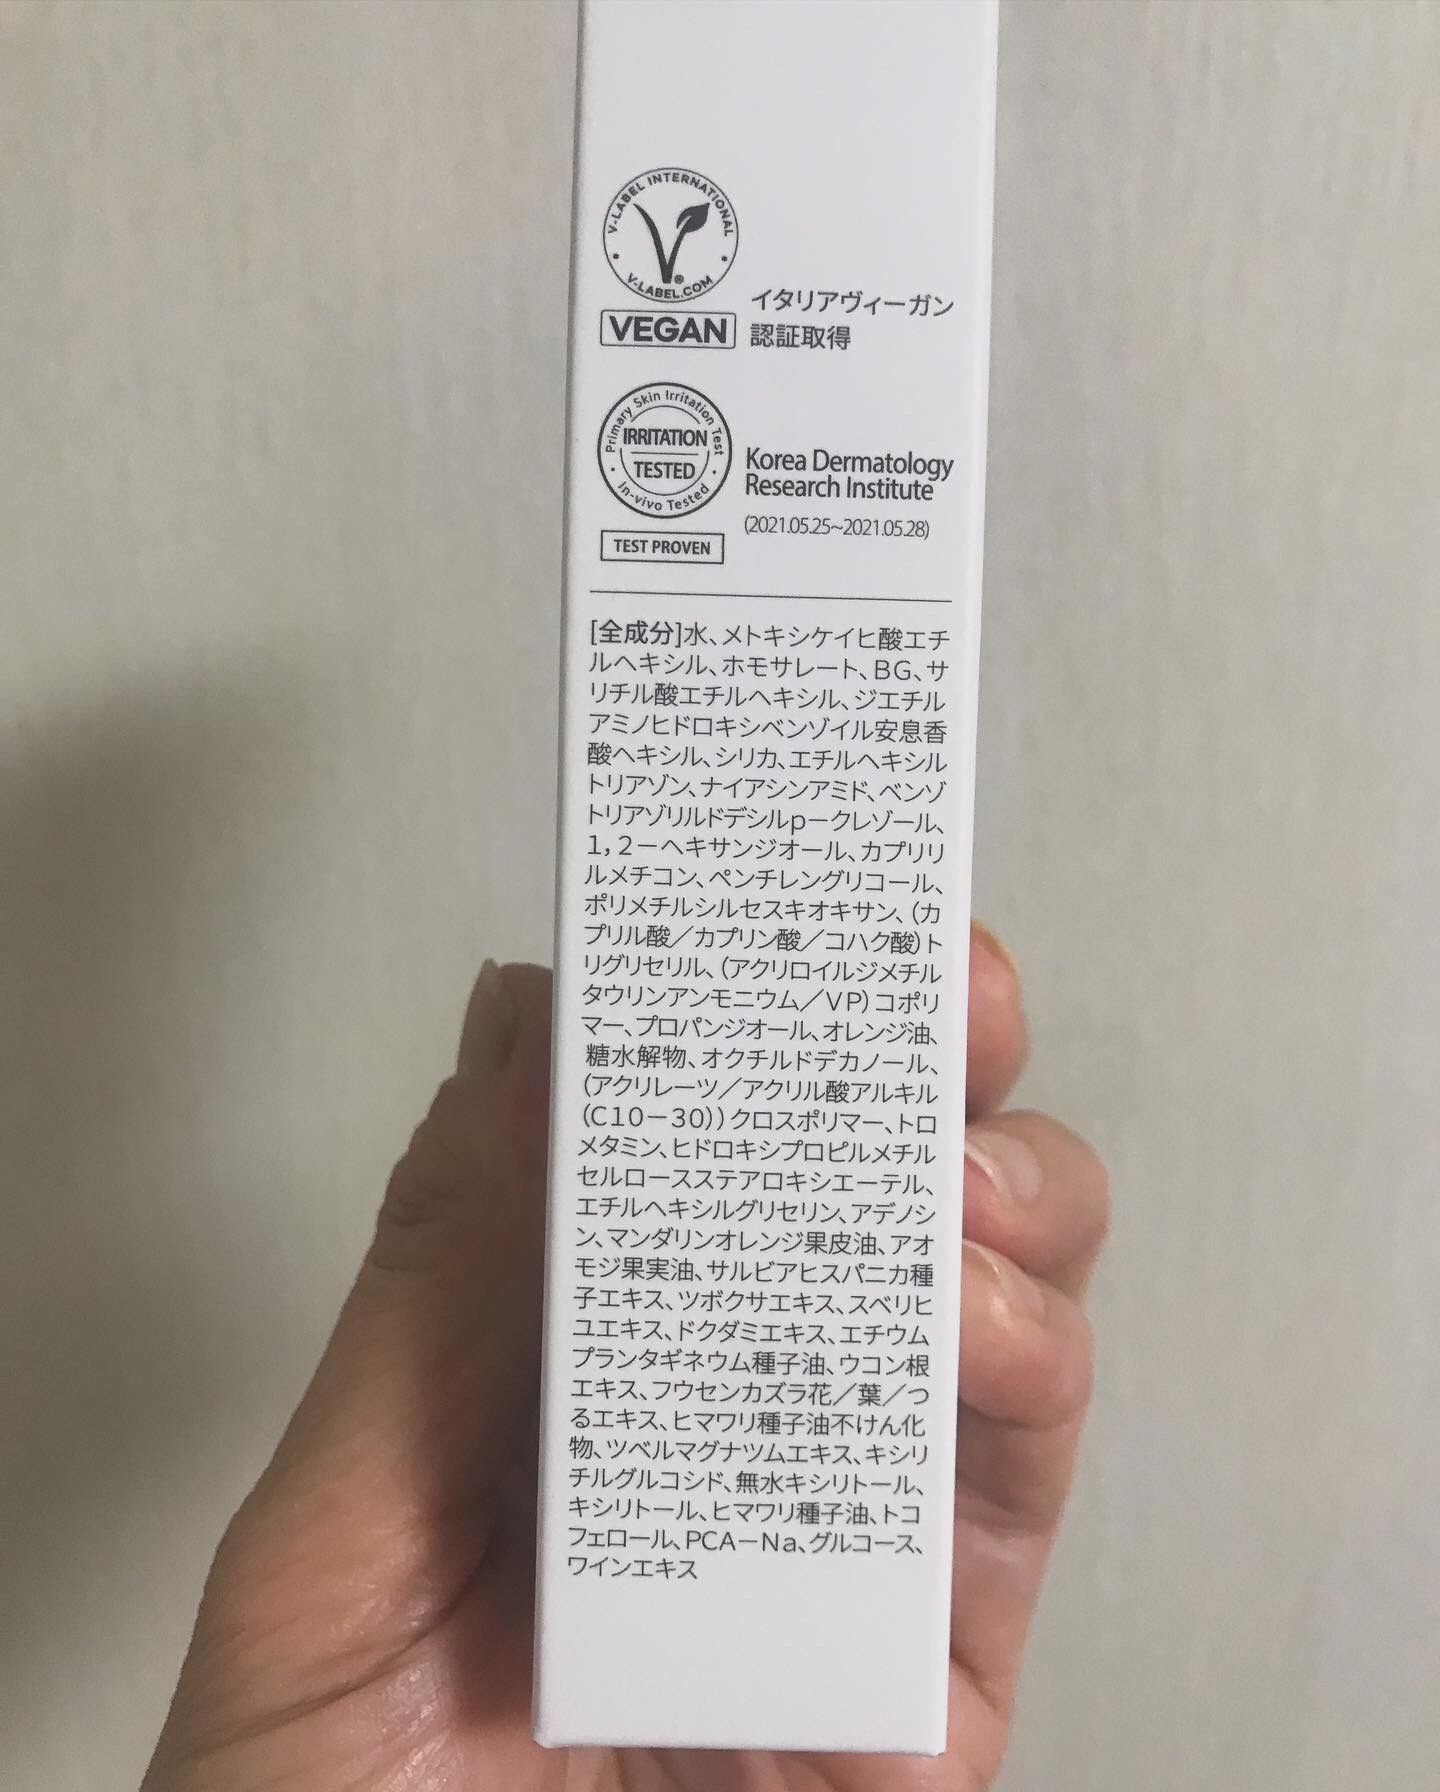 V-LABEL INTERNATIONAL
V-LABEL.COM
VEGAN
イタリアヴィーガン
認証取得
Primary Skin Irritation Test
IRRITATION
TESTED
In-vivo Tested
TEST PROVEN
Korea Dermatology
Research Institute
(2021.05.25~2021.05.28)
[全成分]水、メトキシケイヒ酸エチ
ルヘキシル、ホモサレート、BG、サ
リチル酸エチルヘキシル、ジエチル
アミノヒドロキシベンゾイル安息香
酸ヘキシル、シリカ、エチルヘキシル
トリアゾン、ナイアシンアミド、ベンゾ
トリアゾリルドデシルp－クレゾール、
1，2－ヘキサンジオール、カプリリ
ルメチコン、ペンチレングリコール、
ポリメチルシルセスキオキサン、（カ
プリル酸／カプリン酸／コハク酸）ト
リグリセリル、（アクリロイルジメチル
タウリンアンモニウム／VP）コポリ
マー、プロパンジオール、オレンジ油、
糖水解物、オクチルドデカノール、
（アクリレーツ／アクリル酸アルキル
（C10－30））クロスポリマー、トロ
メタミン、ヒドロキシプロピルメチル
セルロースステアロキシエーテル、
エチルヘキシルグリセリン、アデノシ
ン、マンダリンオレンジ果皮油、アオ
モジ果実油、サルビアヒスパニカ種
子エキス、ツボクサエキス、スベリヒ
ユエキス、ドクダミエキス、エチウム
プランタギネウム種子油、ウコン根
エキス、フウセンカズラ花／葉／つ
るエキス、ヒマワリ種子油不けん化
物、ツベルマグナツムエキス、キシリ
チルグルコシド、無水キシリトール、
キシリトール、ヒマワリ種子油、トコ
フェロール、PCA－Na、グルコース、
ワインエキス